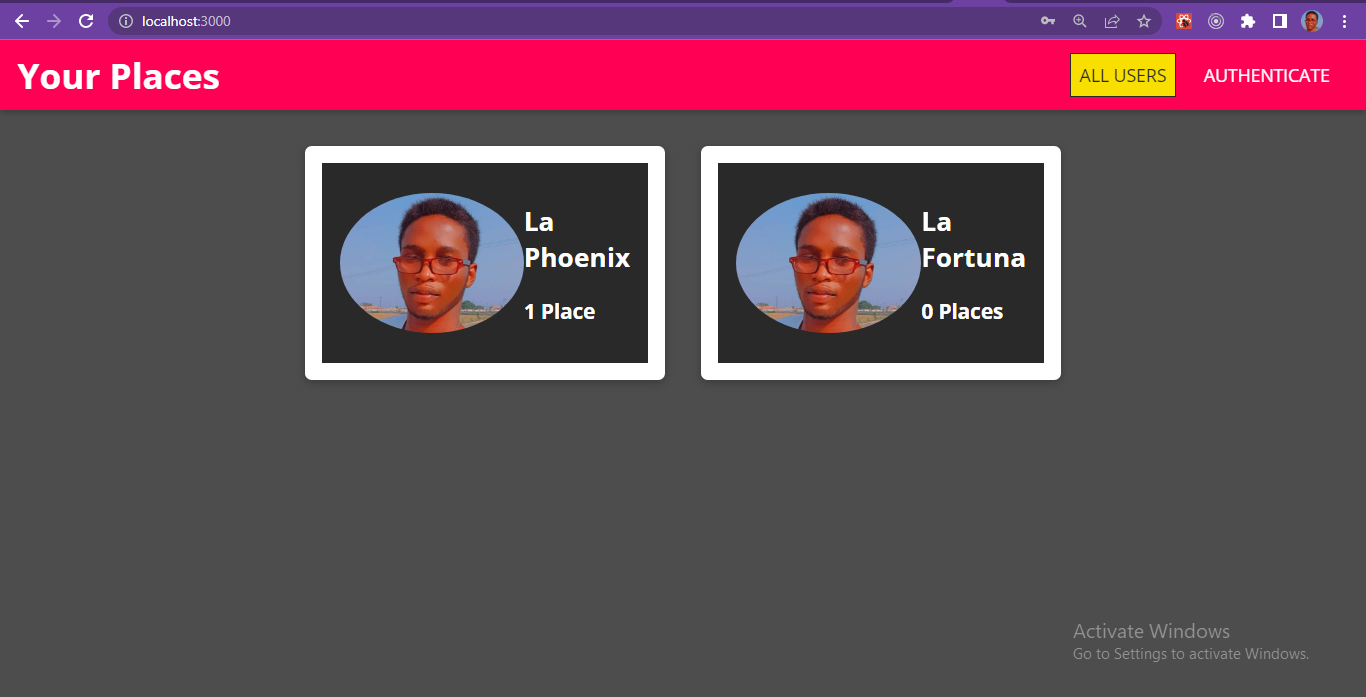 localhost:3000
Your Places
ALL USERS
AUTHENTICATE
La
Phoenix
1 Place
La
Fortuna
0 Places
Activate Windows
Go to Settings to activate Windows.